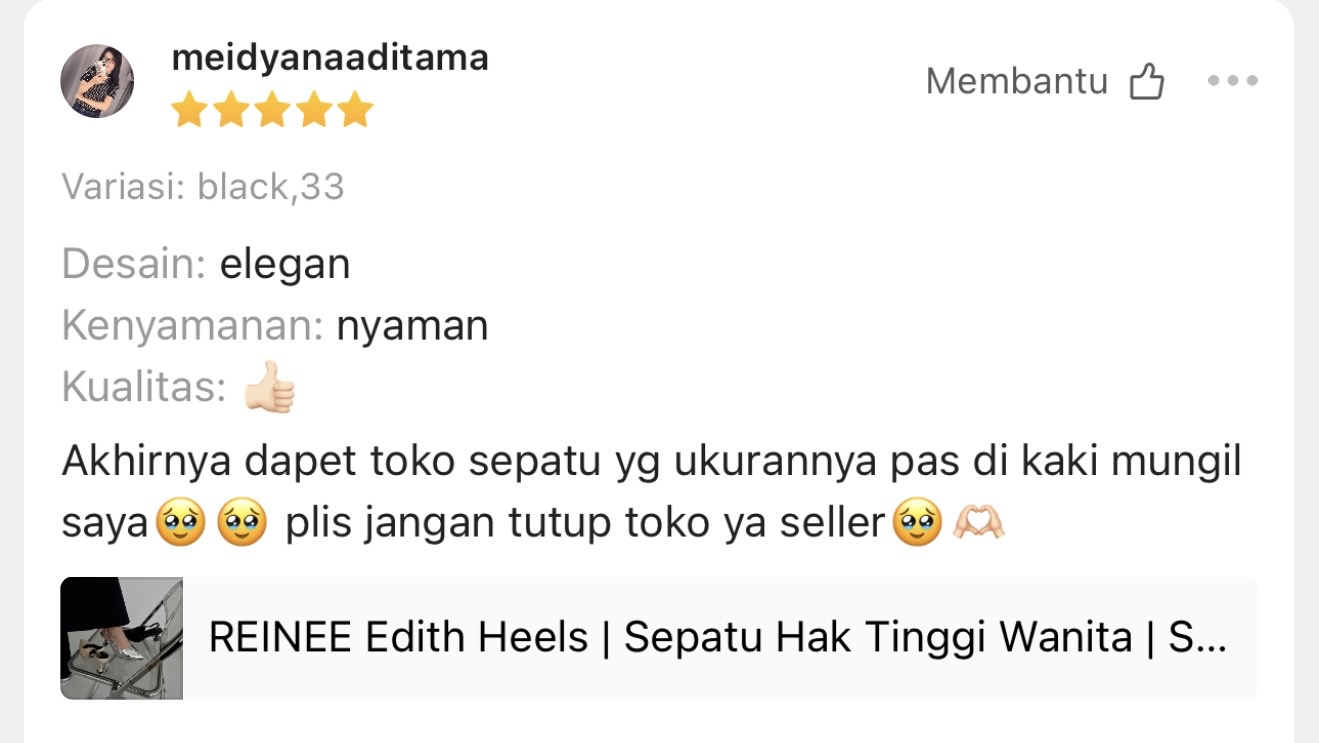 meidyanaaditama
Membantu
Variasi: black,33
Desain: elegan
Kenyamanan: nyaman
Kualitas: 👍🏻
Akhirnya dapet toko sepatu yg ukurannya pas di kaki mungil
saya🥹🥹 plis jangan tutup toko ya seller🥹🫶🏻
REINEE Edith Heels | Sepatu Hak Tinggi Wanita | S...